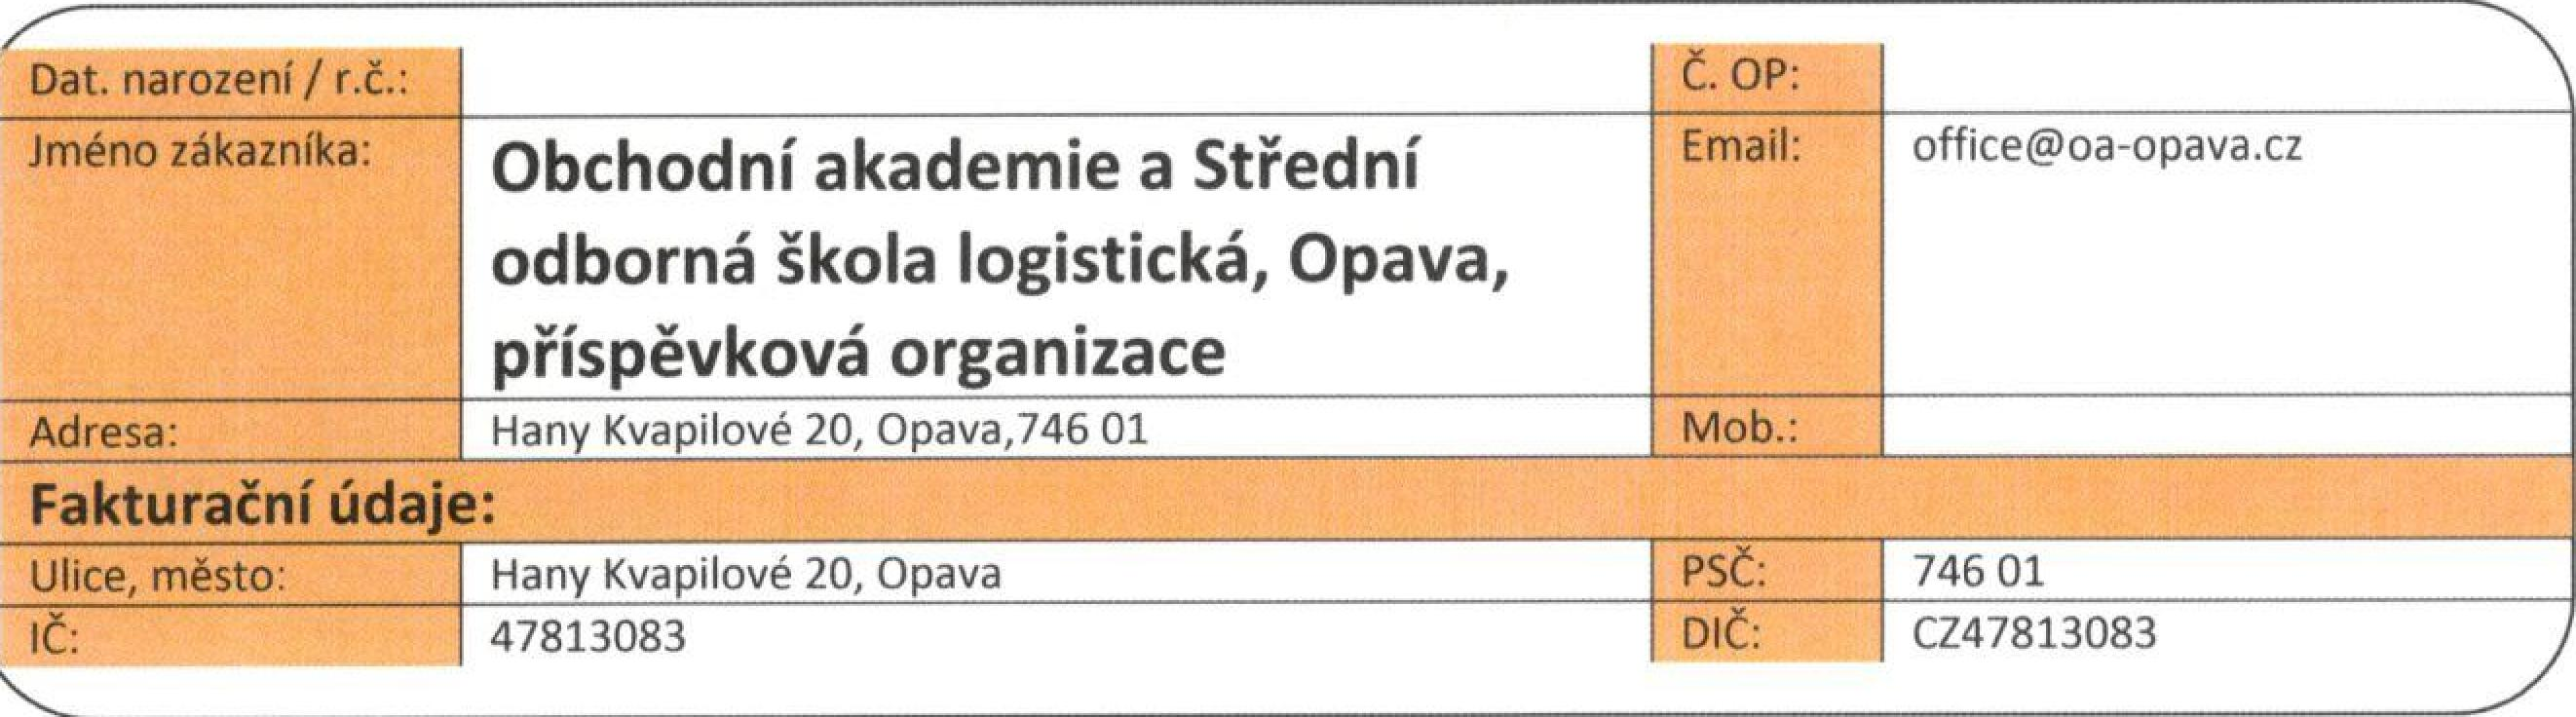 Dat. narození / r.č.: Č. OP:
Jméno zákazníka: Obchodní akademie a Střední Email: office@oa-opava.cz
odborná škola logistická, Opava,
příspěvková organizace
Adresa: Hany Kvapilové 20, Opava,746 01 Mob.:
Fakturační údaje:
Ulice, město: Hany Kvapilové 20, Opava PSČ: 746 01
IČ: 47813083 DIČ: CZ47813083